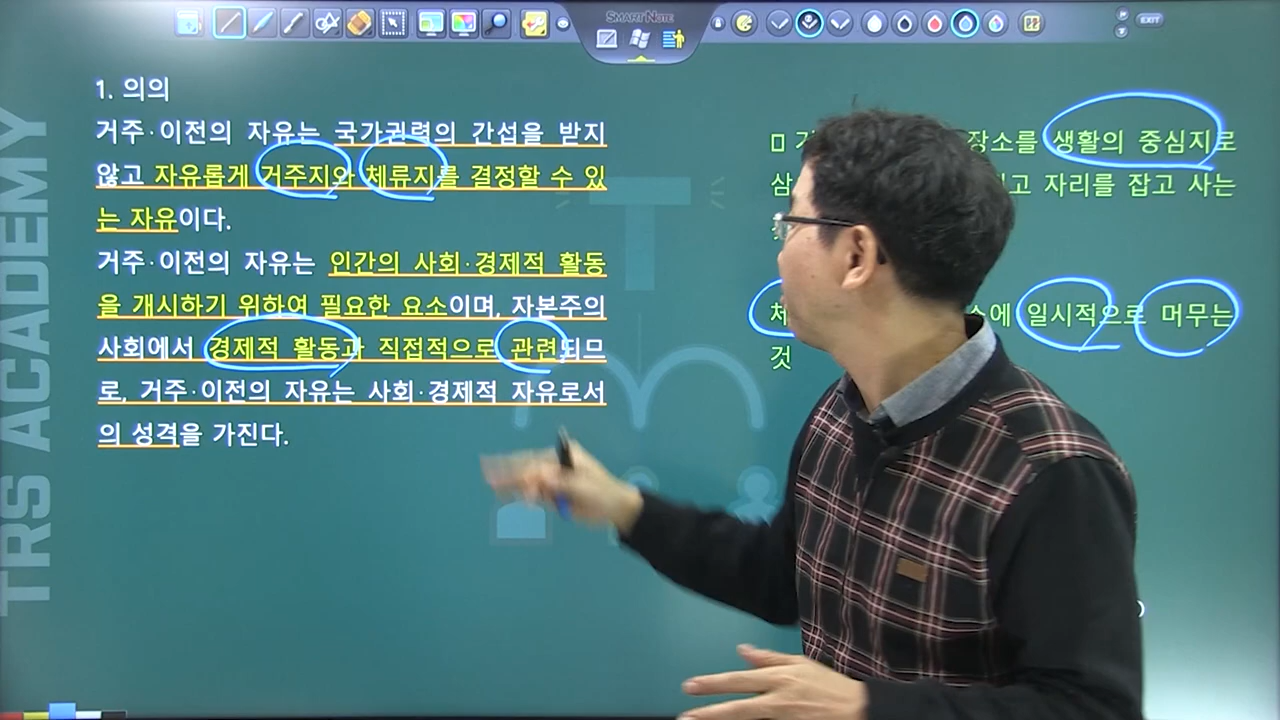 SMART NOTE
EXIT
1. 의의
거주·이전의 자유는 국가권력의 간섭을 받지
않고 자유롭게 거주지와 체류지를 결정할 수 있
는 자유이다.
거주·이전의 자유는 인간의 사회·경제적 활동
을 개시하기 위하여 필요한 요소이며, 자본주의
사회에서 경제적 활동과 직접적으로 관련되므
로, 거주·이전의 자유는 사회·경제적 자유로서
의 성격을 가진다.
장소를 생활의 중심지로
자리를 잡고 사는
일시적으로 머무는
것
TRS ACADEMY